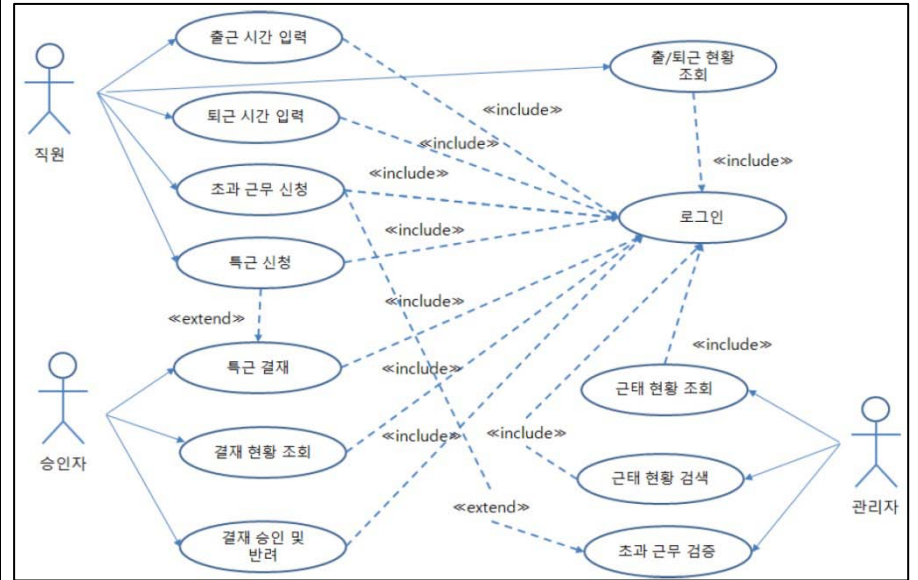 출근 시간 입력
출/퇴근 현황
조회
직원
퇴근 시간 입력
≪include≫
≪include≫
≪include≫
≪include≫
초과 근무 신청
로그인
특근 신청
≪include≫
≪extend≫
≪include≫
≪include≫
특근 결재
≪include≫
근태 현황 조회
승인자
결재 현황 조회
≪include≫
≪include≫
근태 현황 검색
관리자
≪extend≫
결재 승인 및
반려
초과 근무 검증